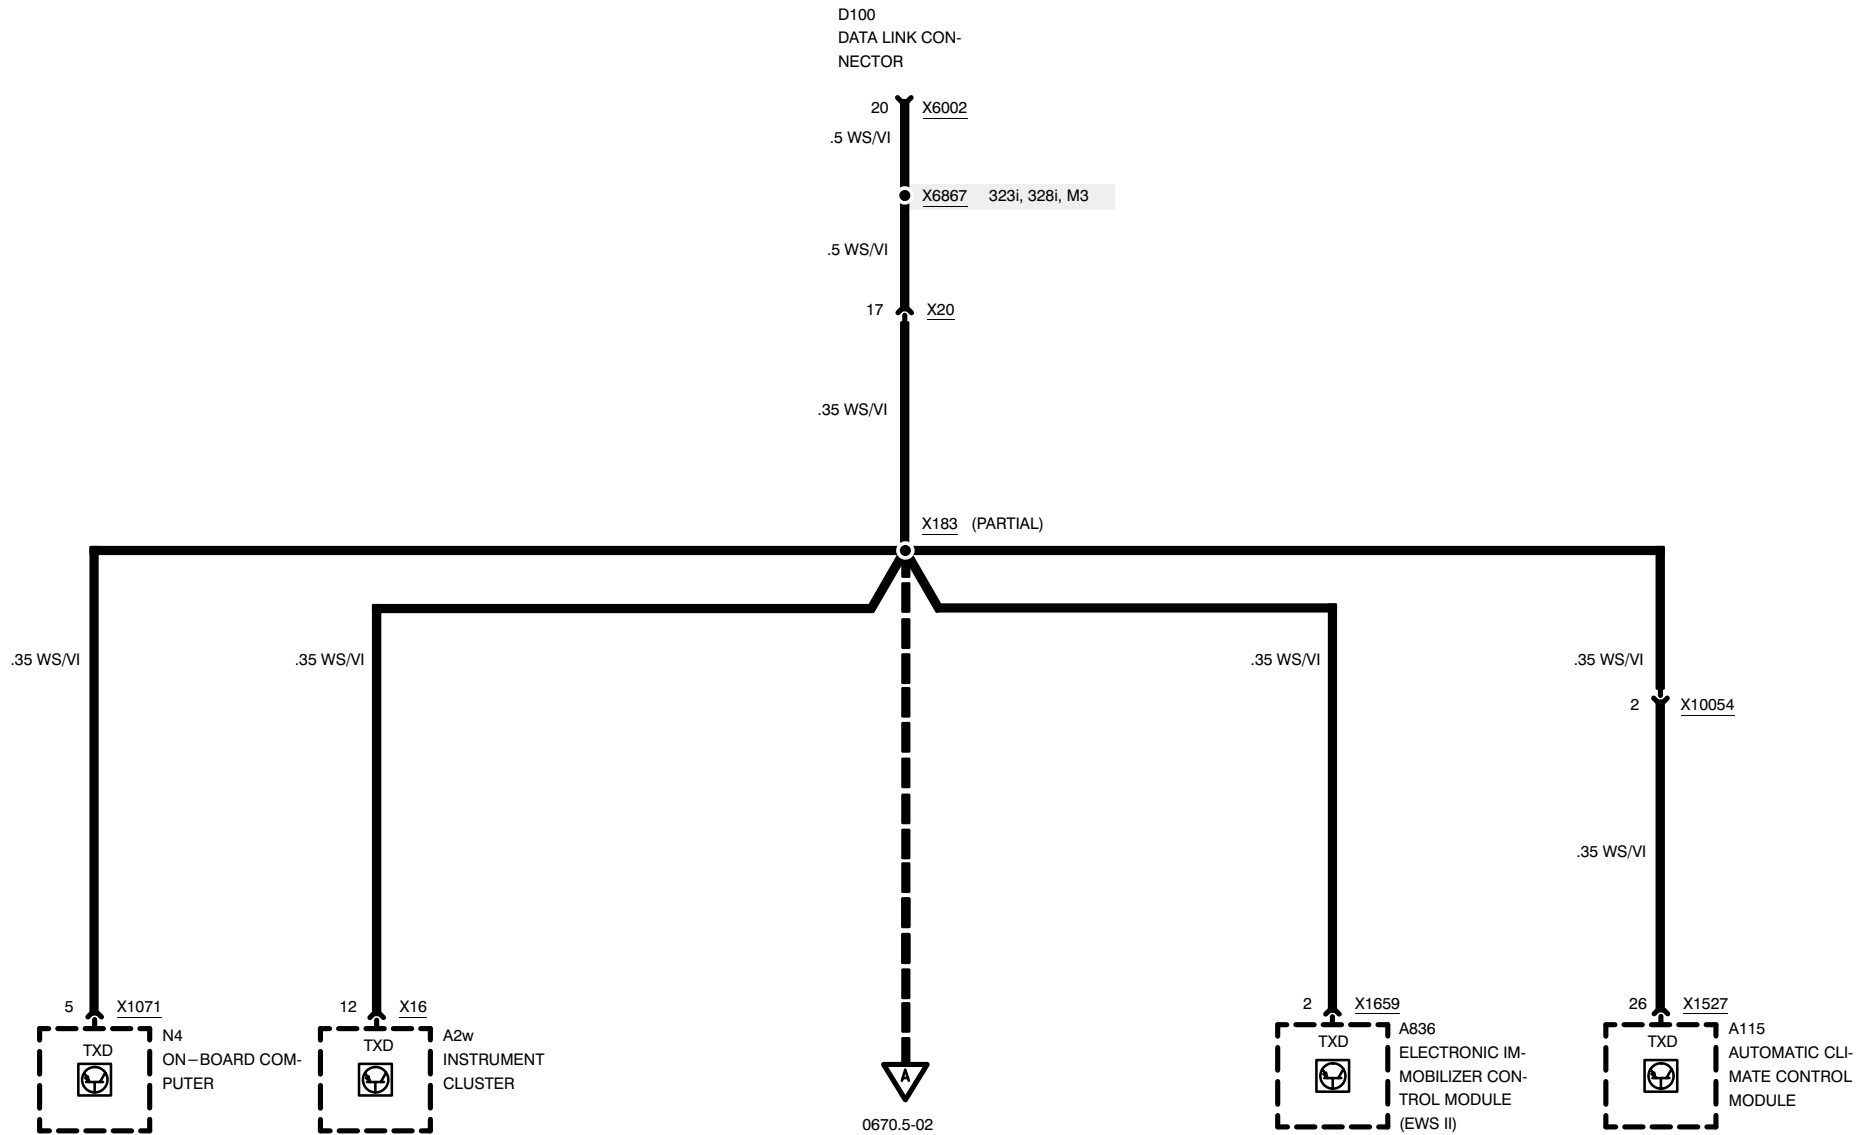 D100
DATA LINK CON-
NECTOR
20 X6002
.5 WS/VI
X6867 323i, 328i, M3
.5 WS/VI
17 X20
.35 WS/VI
X183 (PARTIAL)
.35 WS/VI
.35 WS/VI
.35 WS/VI
.35 WS/VI
2 X10054
.35 WS/VI
5 X1071
N4
ON-BOARD COM-
PUTER
TXD
12 X16
A2w
INSTRUMENT
CLUSTER
TXD
A
0670.5-02
2 X1659
A836
ELECTRONIC IM-
MOBILIZER CON-
TROL MODULE
(EWS II)
TXD
26 X1527
A115
AUTOMATIC CLI-
MATE CONTROL
MODULE
TXD